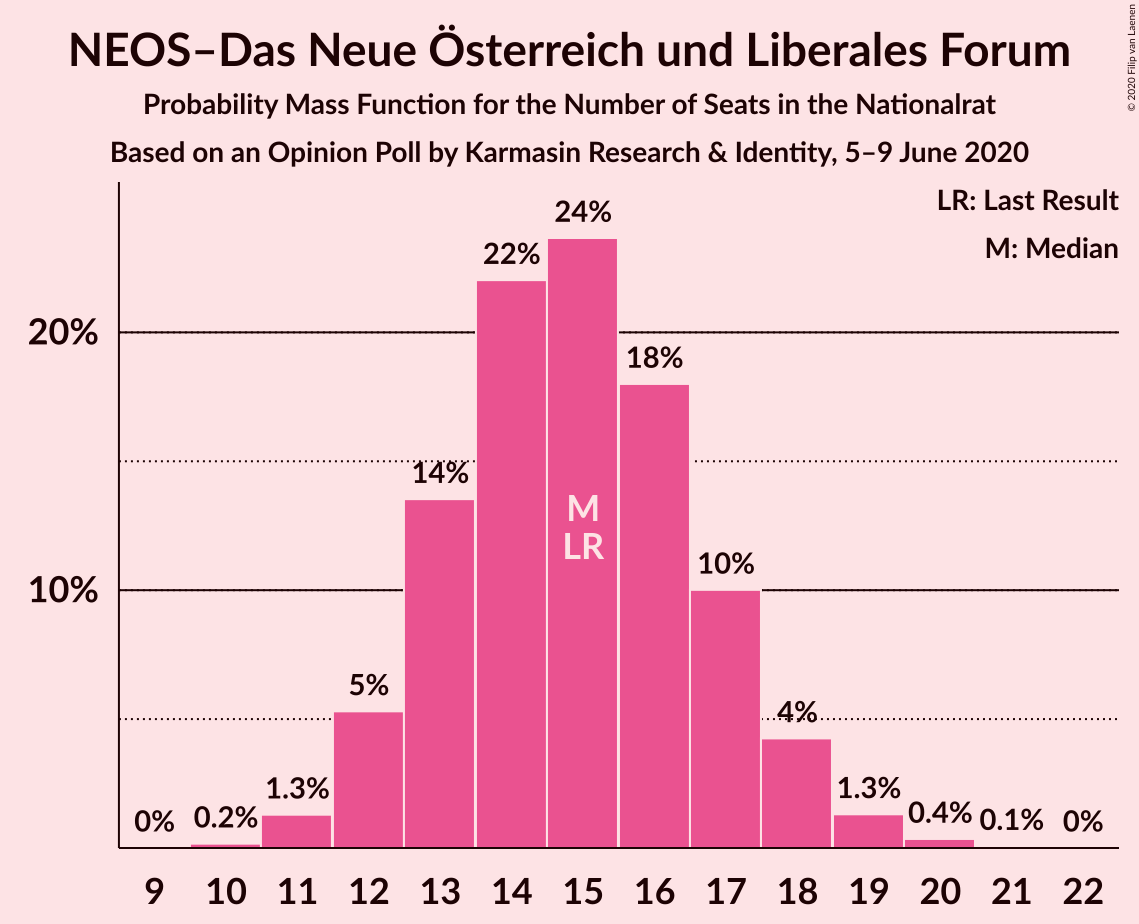 NEOS–Das Neue Österreich und Liberales Forum
Probability Mass Function for the Number of Seats in the Nationalrat
Based on an Opinion Poll by Karmasin Research & Identity, 5–9 June 2020
© 2020 Filip van Laenen
LR: Last Result
M: Median
20%
10%
0%
0.2%
1.3%
5%
14%
22%
24%
18%
10%
4%
1.3%
0.4%
0.1%
0%
M
LR
9 10 11 12 13 14 15 16 17 18 19 20 21 22